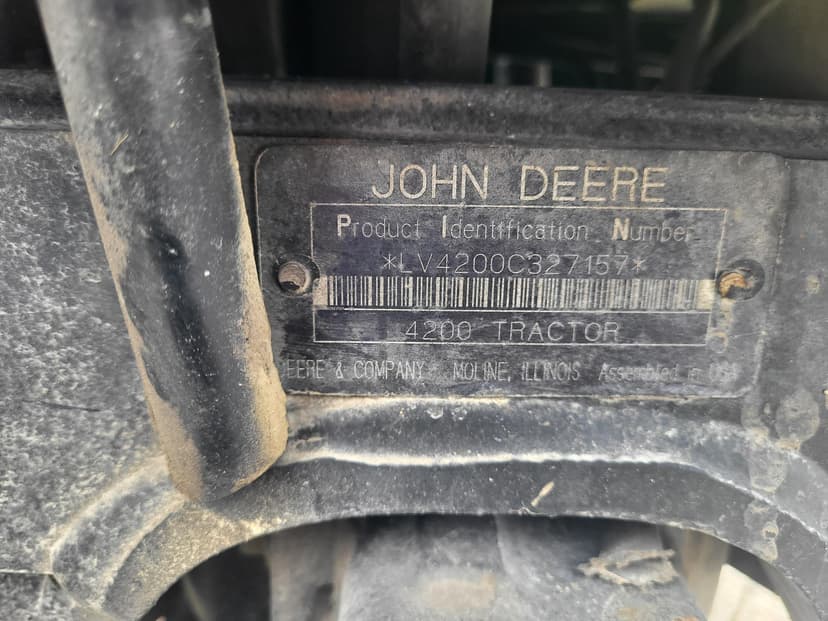 JOHN DEERE
Product Identification Number
*LV4200C327157*
4200 TRACTOR
DEERE & COMPANY MOLINE, ILLINOIS Assembled in USA